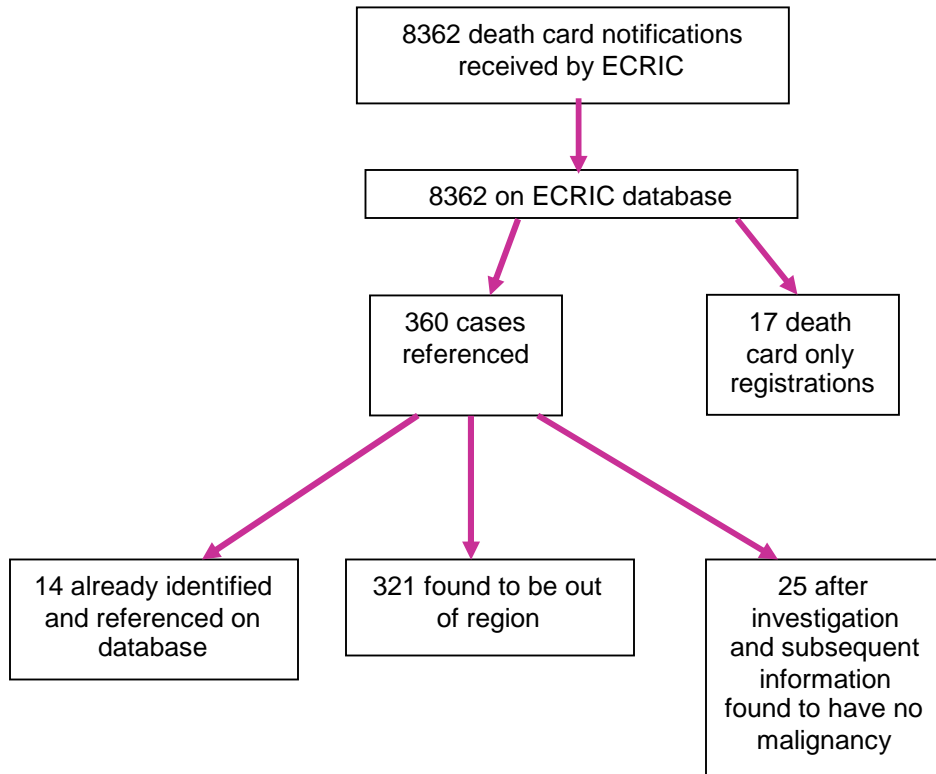 8362 death card notifications
received by ECRIC
8362 on ECRIC database
360 cases
referenced
17 death
card only
registrations
14 already identified
and referenced on
database
321 found to be out
of region
25 after
investigation
and subsequent
information
found to have no
malignancy